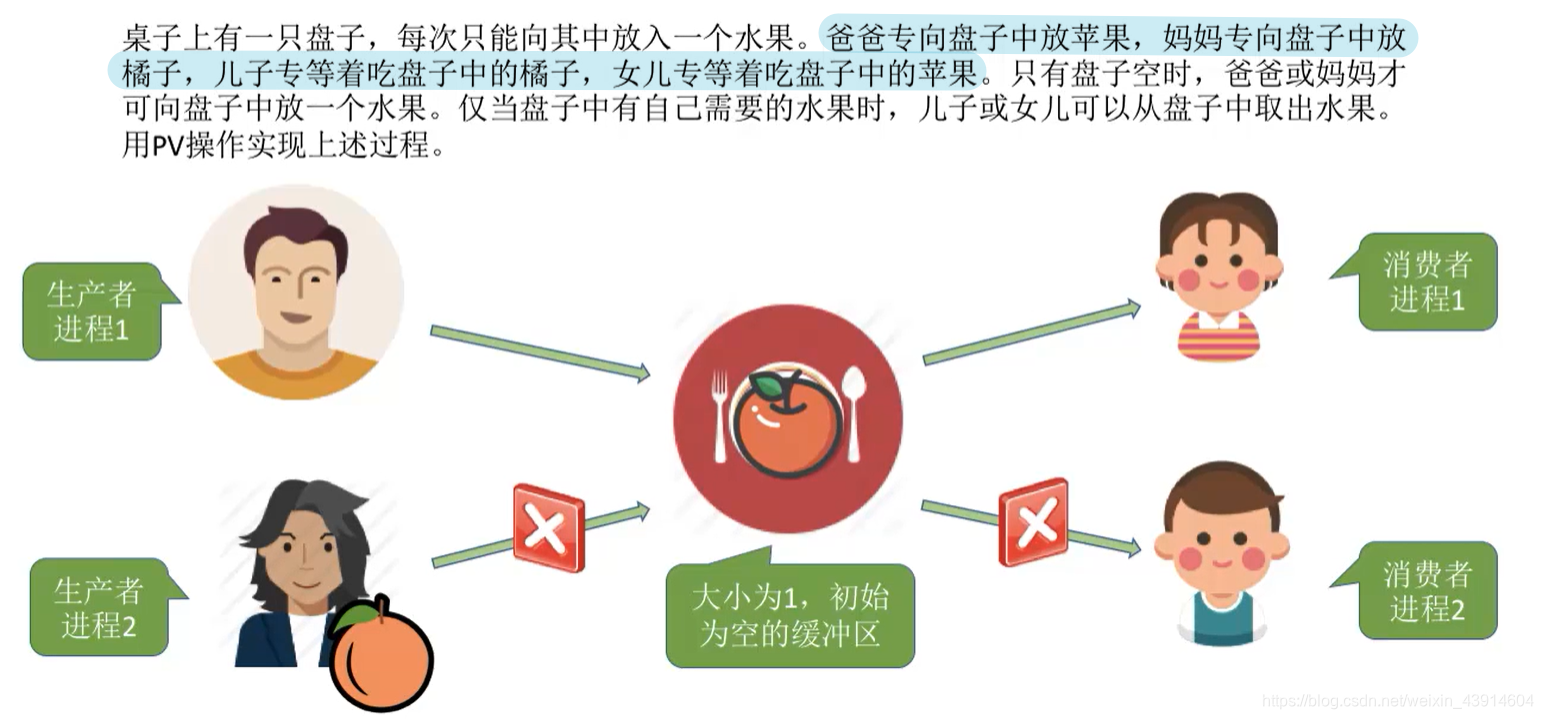 桌子上有一只盘子，每次只能向其中放入一个水果。爸爸专向盘子中放苹果，妈妈专向盘子中放
橘子，儿子专等着吃盘子中的橘子，女儿专等着吃盘子中的苹果。只有盘子空时，爸爸或妈妈才
可向盘子中放一个水果。仅当盘子中有自己需要的水果时，儿子或女儿可以从盘子中取出水果。
用PV操作实现上述过程。
生产者
进程1
消费者
进程1
生产者
进程2
大小为1，初始
为空的缓冲区
消费者
进程2
https://blog.csdn.net/weixin_43914604